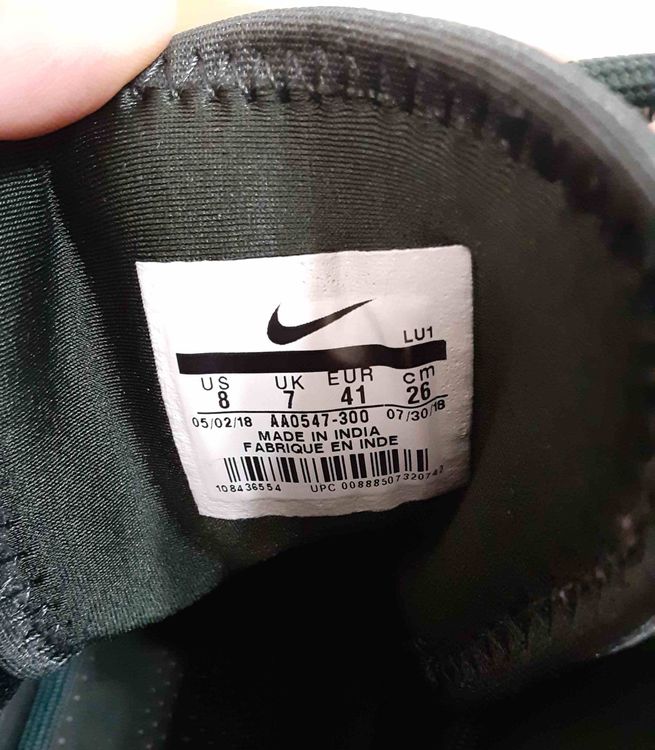 LU1
US UK EUR cm
8 7 41 26
05/02/18 AA0547-300 07/30/18
MADE IN INDIA
FABRIQUE EN INDE
108436554 UPC 00888507320742